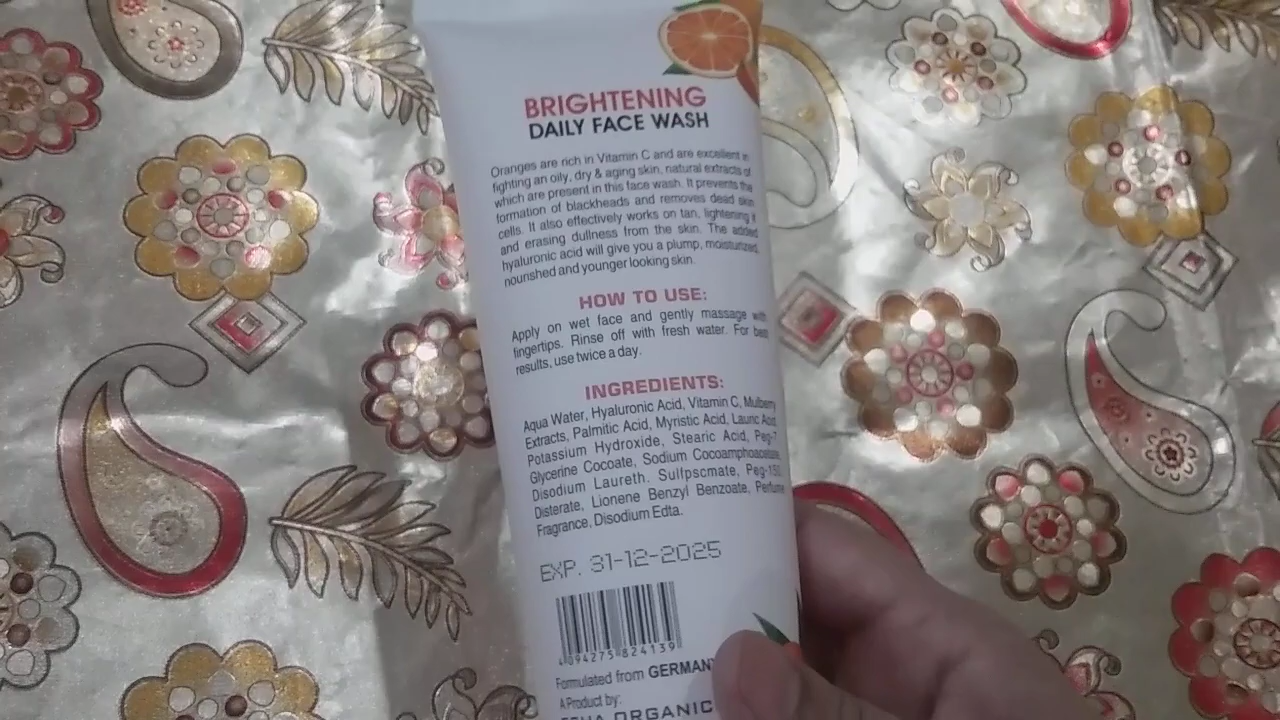 BRIGHTENING
DAILY FACE WASH
Oranges are rich in Vitamin C and are excellent in
fighting an oily, dry & aging skin, natural extracts of
which are present in this face wash. It prevents the
formation of blackheads and removes dead skin
cells. It also effectively works on tan, lightening it
and erasing dullness from the skin. The added
hyaluronic acid will give you a plump, moisturized,
nourished and younger looking skin.
HOW TO USE:
Apply on wet face and gently massage with
fingertips. Rinse off with fresh water. For best
results, use twice a day.
INGREDIENTS:
Aqua Water, Hyaluronic Acid, Vitamin C, Mulberry
Extracts, Palmitic Acid, Myristic Acid, Lauric Acid
Potassium Hydroxide, Stearic Acid, Peg-7
Glycerine Cocoate, Sodium Cocoamphoacetate,
Disodium Laureth. Sulfpscmate, Peg-150
Disterate, Lionene Benzyl Benzoate, Perfume
Fragrance, Disodium Edta.
EXP. 31-12-2025
4094275824139
Formulated from GERMANY
A Product by:
ORGANIC